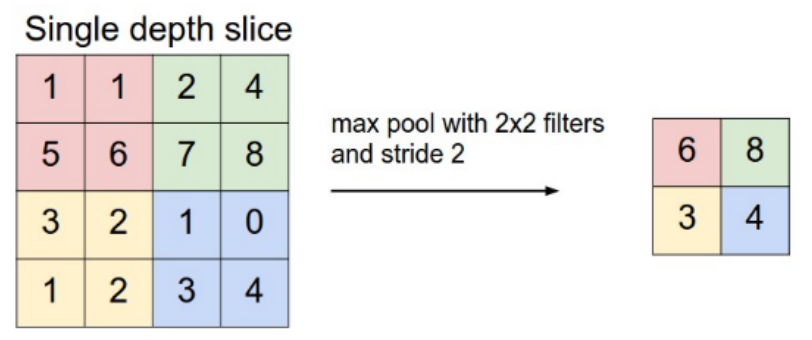 Single depth slice
1 1 2 4
5 6 7 8
3 2 1 0
1 2 3 4
max pool with 2x2 filters
and stride 2
6 8
3 4